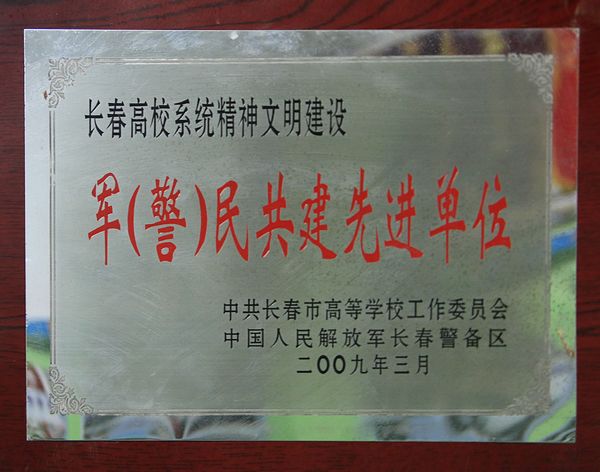 长春高校系统精神文明建设
军(警)民共建先进单位
中共长春市高等学校工作委员会
中国人民解放军长春警备区
二〇〇九年三月